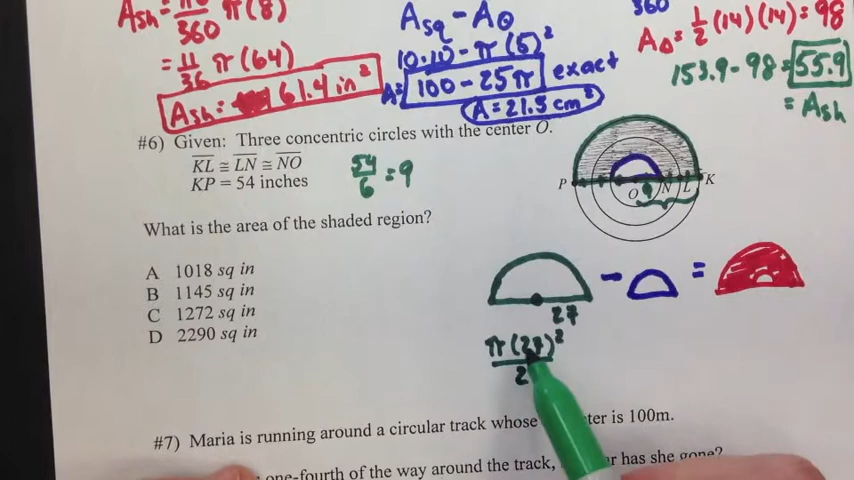 Ash = 360 π(8)
= 11/36 π(64)
Ash = 61.4 in²
Asq - A⊙
10·10 - π(5)²
A = 100 - 25π exact
A = 21.5 cm²
360
A△ = 1/2 (14)(14) = 98
153.9 - 98 = 55.9
= Ash
#6) Given: Three concentric circles with the center O.
KL ≅ LN ≅ NO
KP = 54 inches
54/6 = 9
What is the area of the shaded region?
A 1018 sq in
B 1145 sq in
C 1272 sq in
D 2290 sq in
P O 9 N L K
- =
27
π(27)²
2
#7) Maria is running around a circular track whose is 100m.
one-fourth of the way around the track, has she gone?